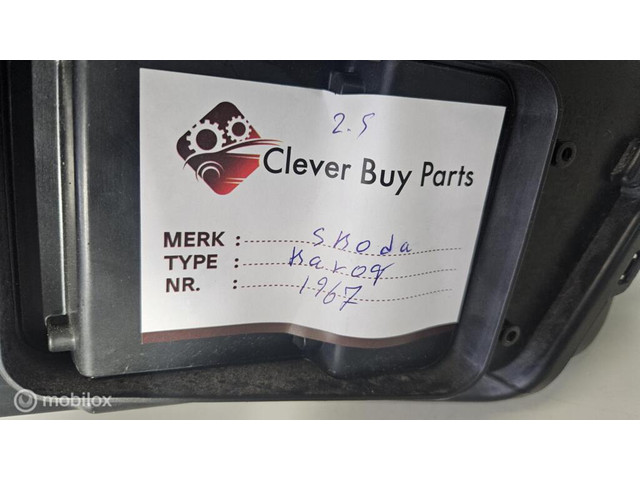 2.5
Clever Buy Parts
MERK : Skoda
TYPE : Karoq
NR. : 1967
mobilox